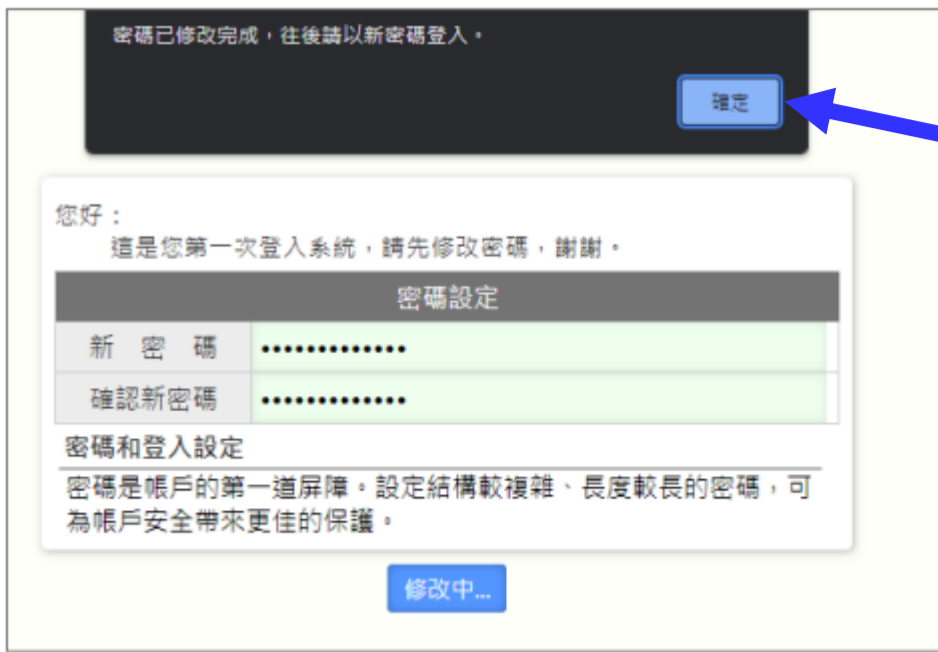 密碼已修改完成，往後請以新密碼登入。
確定
您好：
這是您第一次登入系統，請先修改密碼，謝謝。
密碼設定
新 密 碼 •••••••••••••
確認新密碼 •••••••••••••
密碼和登入設定
密碼是帳戶的第一道屏障。設定結構較複雜、長度較長的密碼，可
為帳戶安全帶來更佳的保護。
修改中...